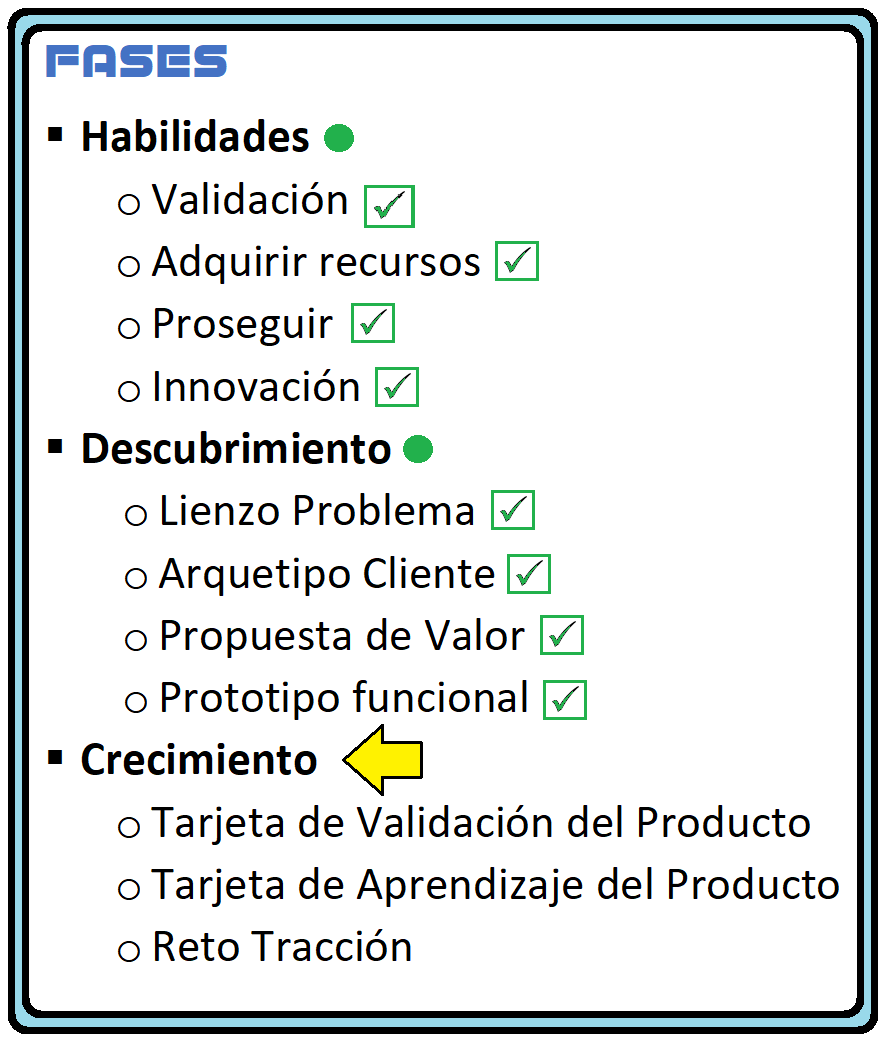 FASES
Habilidades
Validación
Adquirir recursos
Proseguir
Innovación
Descubrimiento
Lienzo Problema
Arquetipo Cliente
Propuesta de Valor
Prototipo funcional
Crecimiento
Tarjeta de Validación del Producto
Tarjeta de Aprendizaje del Producto
Reto Tracción